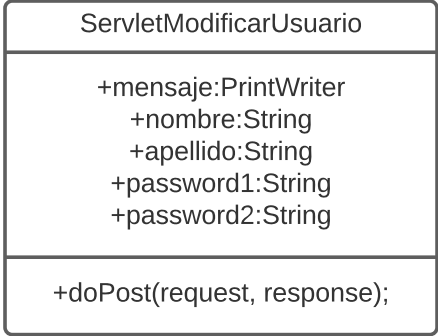 ServletModificarUsuario
+mensaje:PrintWriter
+nombre:String
+apellido:String
+password1:String
+password2:String
+doPost(request, response);